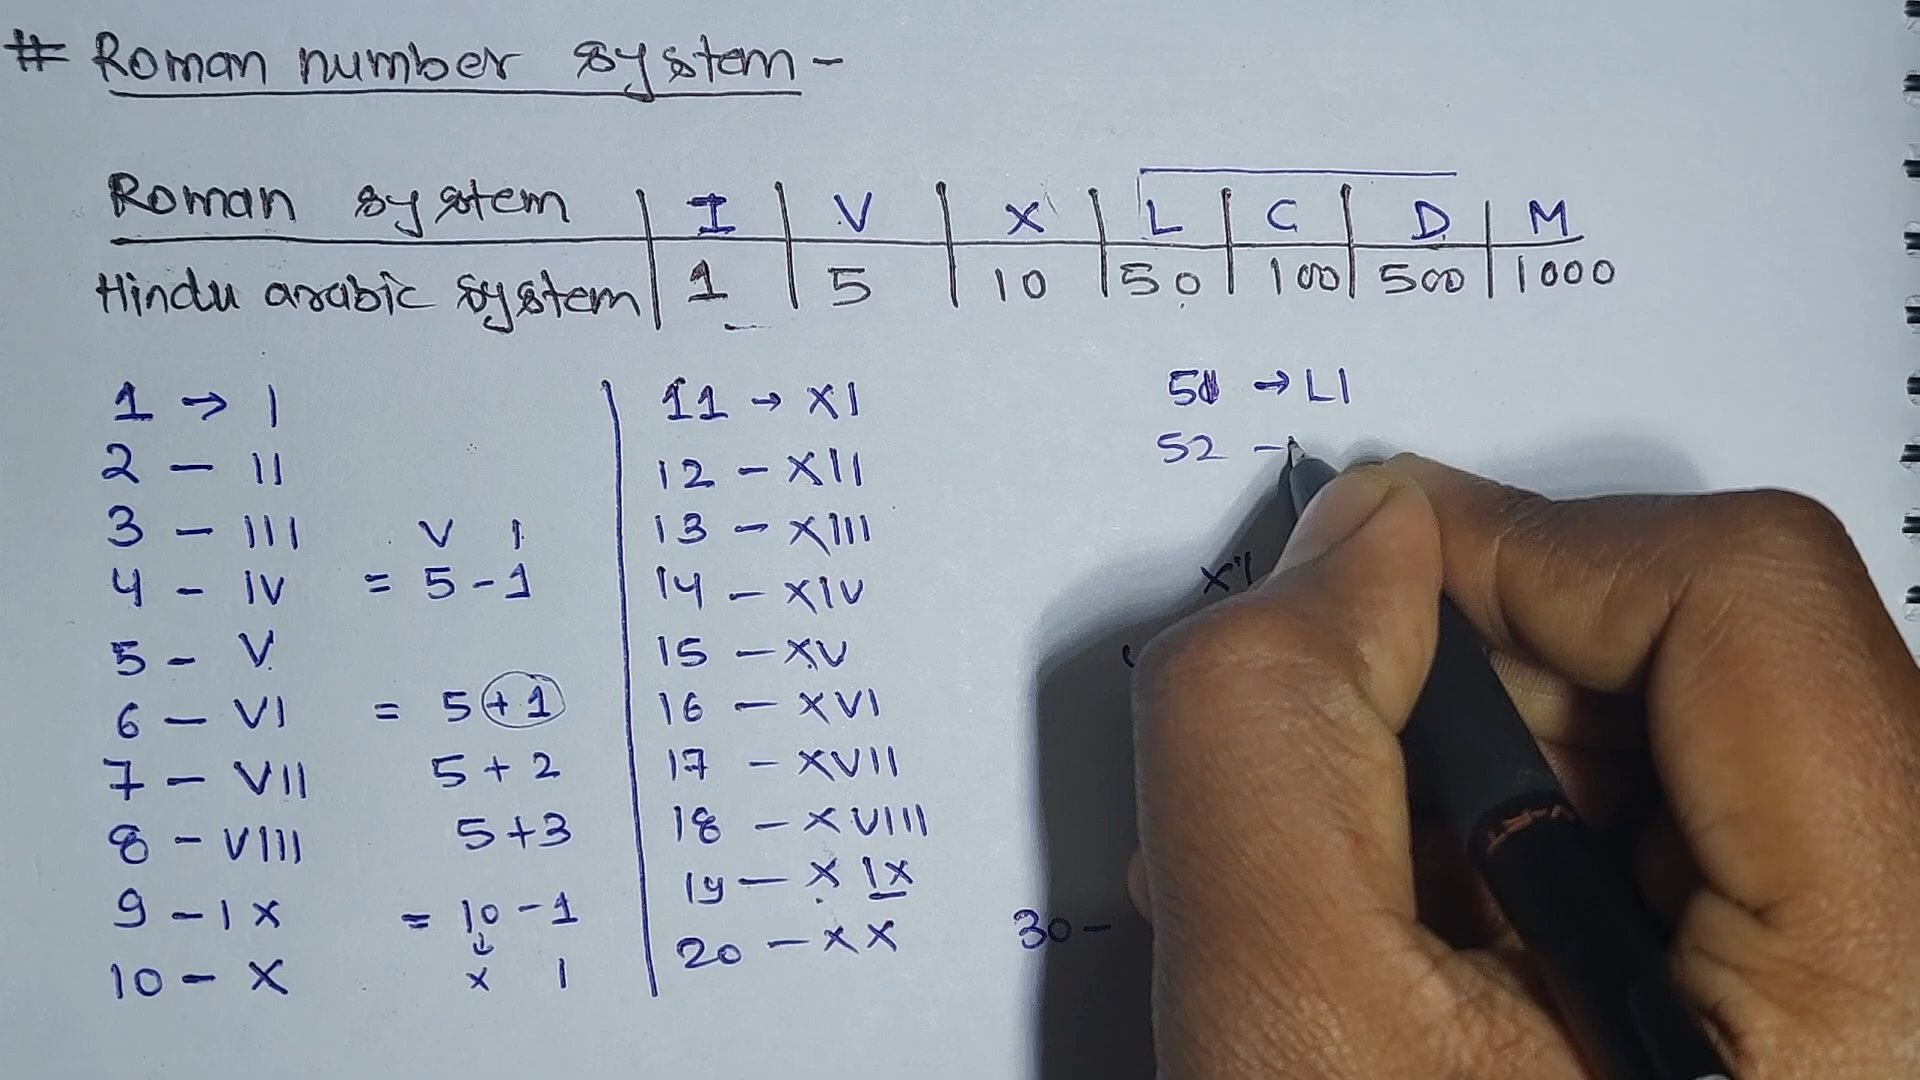 # Roman number system -
Roman system | I | V | X | L | C | D | M
Hindu arabic system | 1 | 5 | 10 | 50 | 100 | 500 | 1000
1 → I
2 - II
3 - III V I
4 - IV = 5 - 1
5 - V
6 - VI = 5 + 1
7 - VII 5 + 2
8 - VIII 5 + 3
9 - IX = 10 - 1
10 - X X I
11 → XI
12 - XII
13 - XIII
14 - XIV
15 - XV
16 - XVI
17 - XVII
18 - XVIII
19 - X IX
20 - XX
51 → LI
52 -
30 -